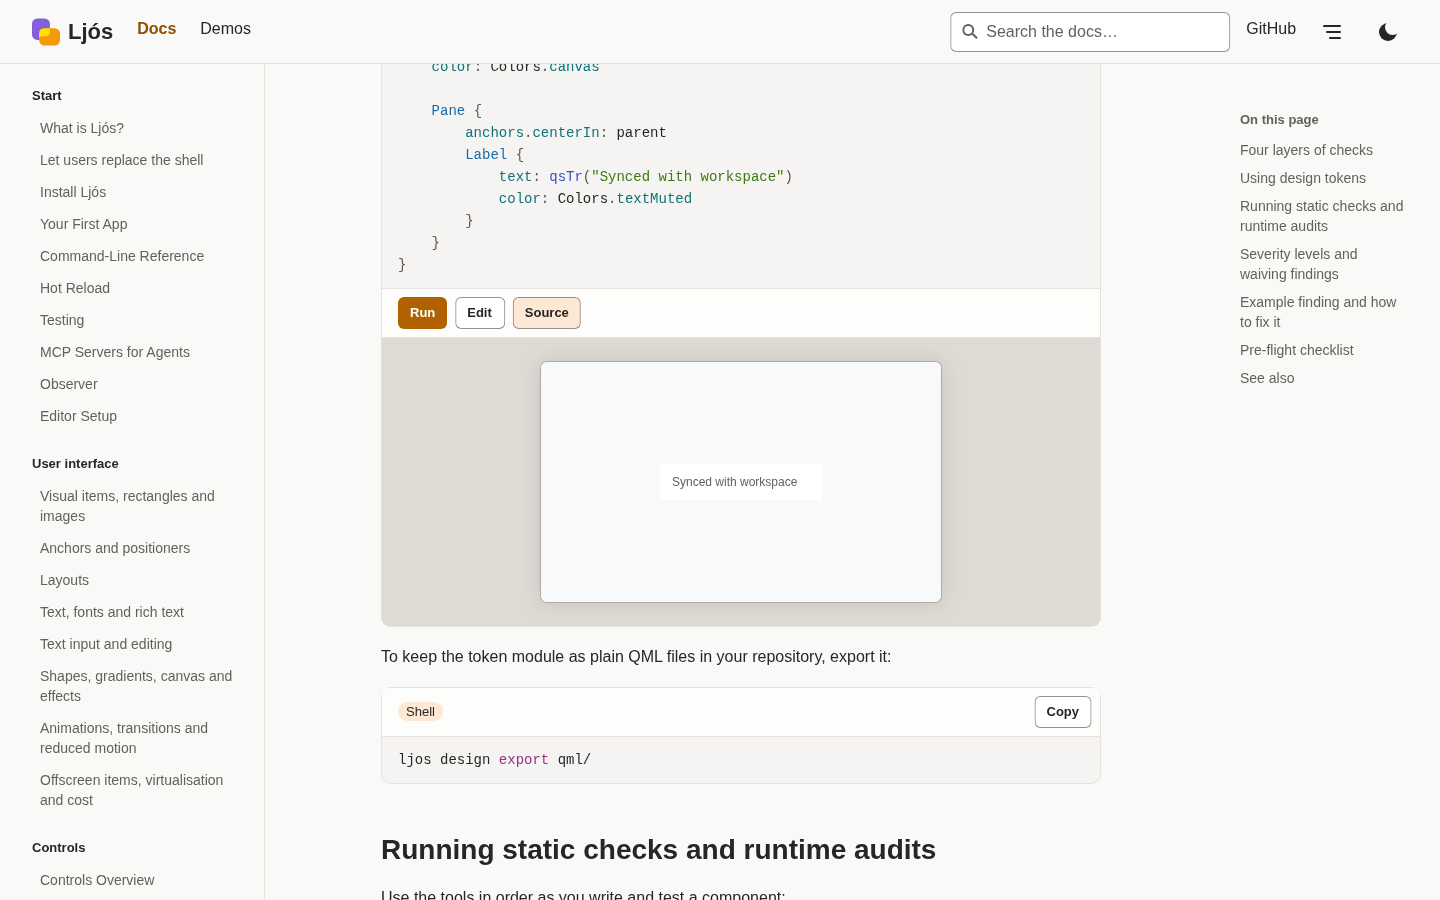 Ljós
Docs
Demos
Search the docs…
GitHub
Start
What is Ljós?
Let users replace the shell
Install Ljós
Your First App
Command-Line Reference
Hot Reload
Testing
MCP Servers for Agents
Observer
Editor Setup
User interface
Visual items, rectangles and
images
Anchors and positioners
Layouts
Text, fonts and rich text
Text input and editing
Shapes, gradients, canvas and
effects
Animations, transitions and
reduced motion
Offscreen items, virtualisation
and cost
Controls
Controls Overview
color: Colors.canvas
Pane {
anchors.centerIn: parent
Label {
text: qsTr("Synced with workspace")
color: Colors.textMuted
}
}
}
Run
Edit
Source
Synced with workspace
To keep the token module as plain QML files in your repository, export it:
Shell
Copy
ljos design export qml/
Running static checks and runtime audits
Use the tools in order as you write and test a component:
On this page
Four layers of checks
Using design tokens
Running static checks and
runtime audits
Severity levels and
waiving findings
Example finding and how
to fix it
Pre-flight checklist
See also